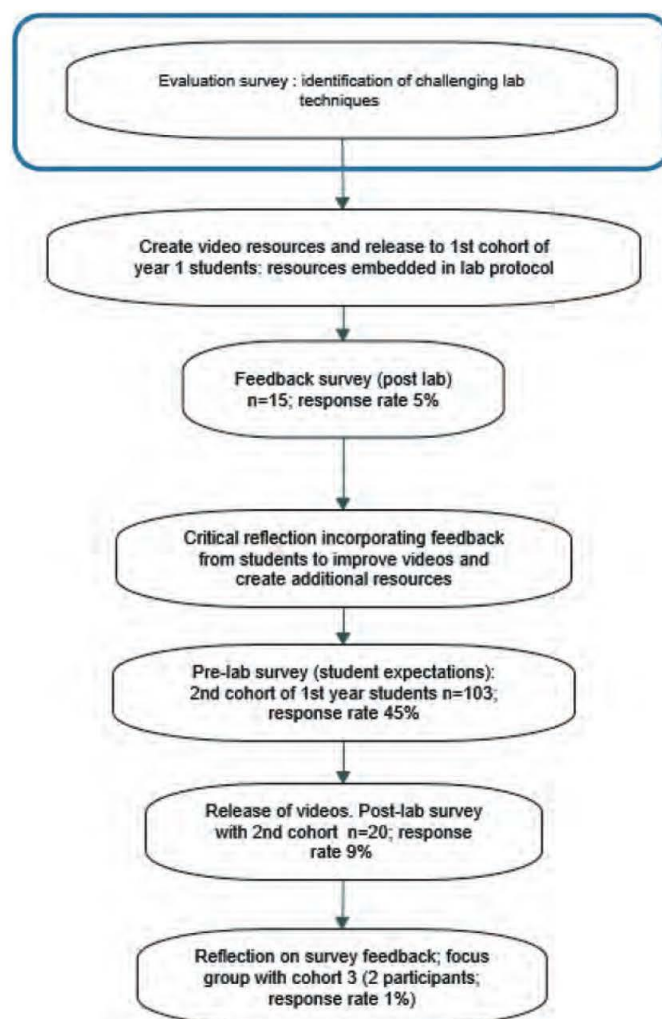 Evaluation survey : identification of challenging lab
techniques
Create video resources and release to 1st cohort of
year 1 students: resources embedded in lab protocol
Feedback survey (post lab)
n=15; response rate 5%
Critical reflection incorporating feedback
from students to improve videos and
create additional resources
Pre-lab survey (student expectations):
2nd cohort of 1st year students n=103;
response rate 45%
Release of videos. Post-lab survey
with 2nd cohort n=20; response
rate 9%
Reflection on survey feedback; focus
group with cohort 3 (2 participants;
response rate 1%)